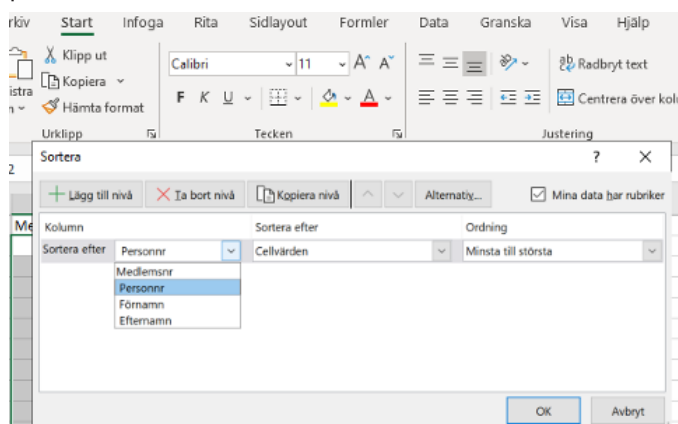 rkiv Start Infoga Rita Sidlayout Formler Data Granska Visa Hjälp
Klipp ut
Calibri 11 A^ A˅ ab Radbryt text
Kopiera
istra
Hämta format F K U A Centrera över kol
Urklipp Tecken Justering
Sortera ? X
2
Lägg till nivå Ta bort nivå Kopiera nivå Alternativ... Mina data har rubriker
Me Kolumn Sortera efter Ordning
Sortera efter Personnr Cellvärden Minsta till största
Medlemsnr
Personnr
Förnamn
Efternamn
OK Avbryt